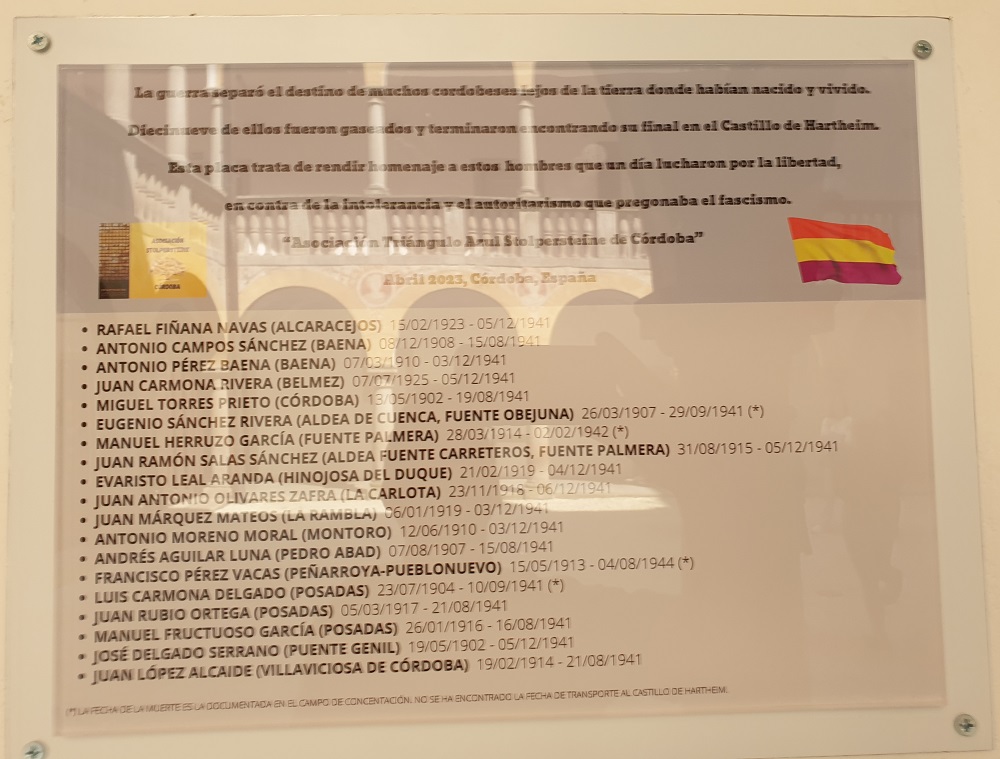 La guerra separó el destino de muchos cordobeses lejos de la tierra donde habían nacido y vivido.
Diecinueve de ellos fueron gaseados y terminaron encontrando su final en el Castillo de Hartheim.
Esta placa trata de rendir homenaje a estos hombres que un día lucharon por la libertad,
en contra de la intolerancia y el autoritarismo que pregonaba el fascismo.
"Asociación Triángulo Azul Stolpersteine de Córdoba"
Abril 2023, Córdoba, España
ASOCIACIÓN
STOLPERSTEINE
CÓRDOBA
• RAFAEL FIÑANA NAVAS (ALCARACEJOS) 15/02/1923 - 05/12/1941
• ANTONIO CAMPOS SÁNCHEZ (BAENA) 08/12/1908 - 15/08/1941
• ANTONIO PÉREZ BAENA (BAENA) 07/03/1910 - 03/12/1941
• JUAN CARMONA RIVERA (BELMEZ) 07/07/1925 - 05/12/1941
• MIGUEL TORRES PRIETO (CÓRDOBA) 13/05/1902 - 19/08/1941
• EUGENIO SÁNCHEZ RIVERA (ALDEA DE CUENCA, FUENTE OBEJUNA) 26/03/1907 - 29/09/1941 (*)
• MANUEL HERRUZO GARCÍA (FUENTE PALMERA) 28/03/1914 - 02/02/1942 (*)
• JUAN RAMÓN SALAS SÁNCHEZ (ALDEA FUENTE CARRETEROS, FUENTE PALMERA) 31/08/1915 - 05/12/1941
• EVARISTO LEAL ARANDA (HINOJOSA DEL DUQUE) 21/02/1919 - 04/12/1941
• JUAN ANTONIO OLIVARES ZAFRA (LA CARLOTA) 23/11/1918 - 06/12/1941
• JUAN MÁRQUEZ MATEOS (LA RAMBLA) 06/01/1919 - 03/12/1941
• ANTONIO MORENO MORAL (MONTORO) 12/06/1910 - 03/12/1941
• ANDRÉS AGUILAR LUNA (PEDRO ABAD) 07/08/1907 - 15/08/1941
• FRANCISCO PÉREZ VACAS (PEÑARROYA-PUEBLONUEVO) 15/05/1913 - 04/08/1944 (*)
• LUIS CARMONA DELGADO (POSADAS) 23/07/1904 - 10/09/1941 (*)
• JUAN RUBIO ORTEGA (POSADAS) 05/03/1917 - 21/08/1941
• MANUEL FRUCTUOSO GARCÍA (POSADAS) 26/01/1916 - 16/08/1941
• JOSÉ DELGADO SERRANO (PUENTE GENIL) 19/05/1902 - 05/12/1941
• JUAN LÓPEZ ALCAIDE (VILLAVICIOSA DE CÓRDOBA) 19/02/1914 - 21/08/1941
(*) LA FECHA DE LA MUERTE ES LA DOCUMENTADA EN EL CAMPO DE CONCENTACIÓN. NO SE HA ENCONTRADO LA FECHA DE TRANSPORTE AL CASTILLO DE HARTHEIM.